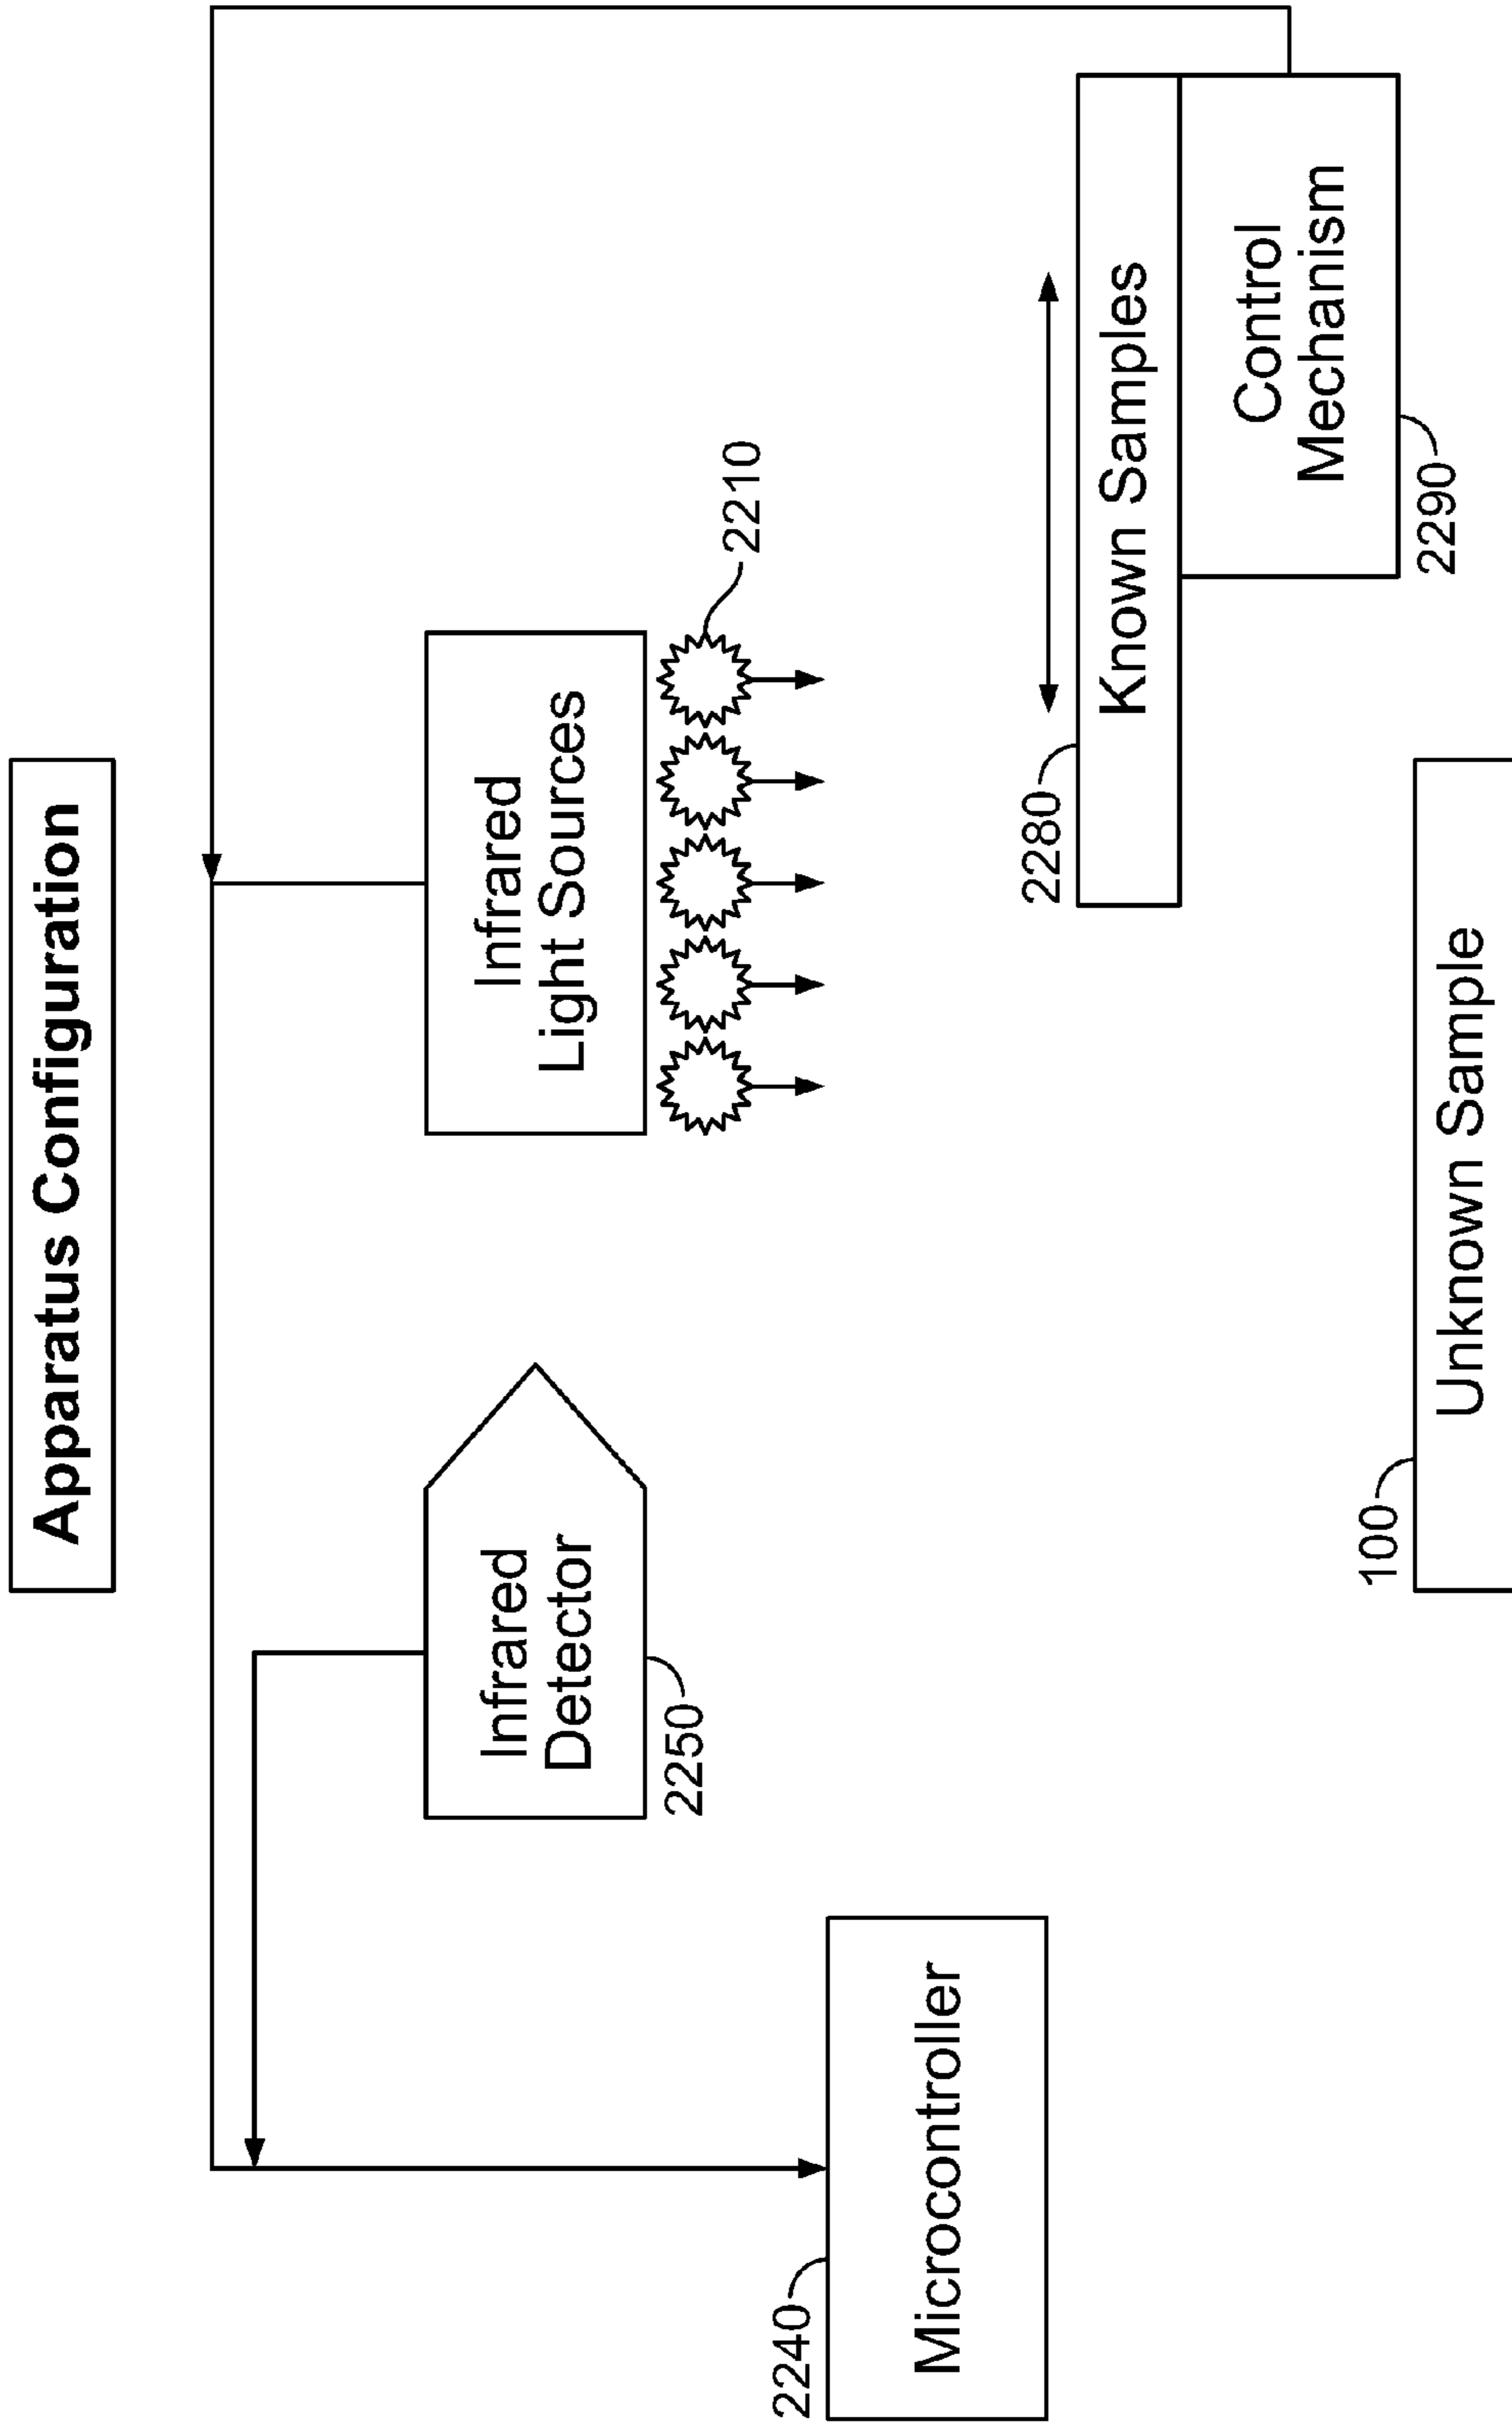 Apparatus Configuration
Infrared
Detector
2250
Infrared
Light Sources
2210
2240
Microcontroller
2280
Known Samples
Control
Mechanism
2290
100
Unknown Sample